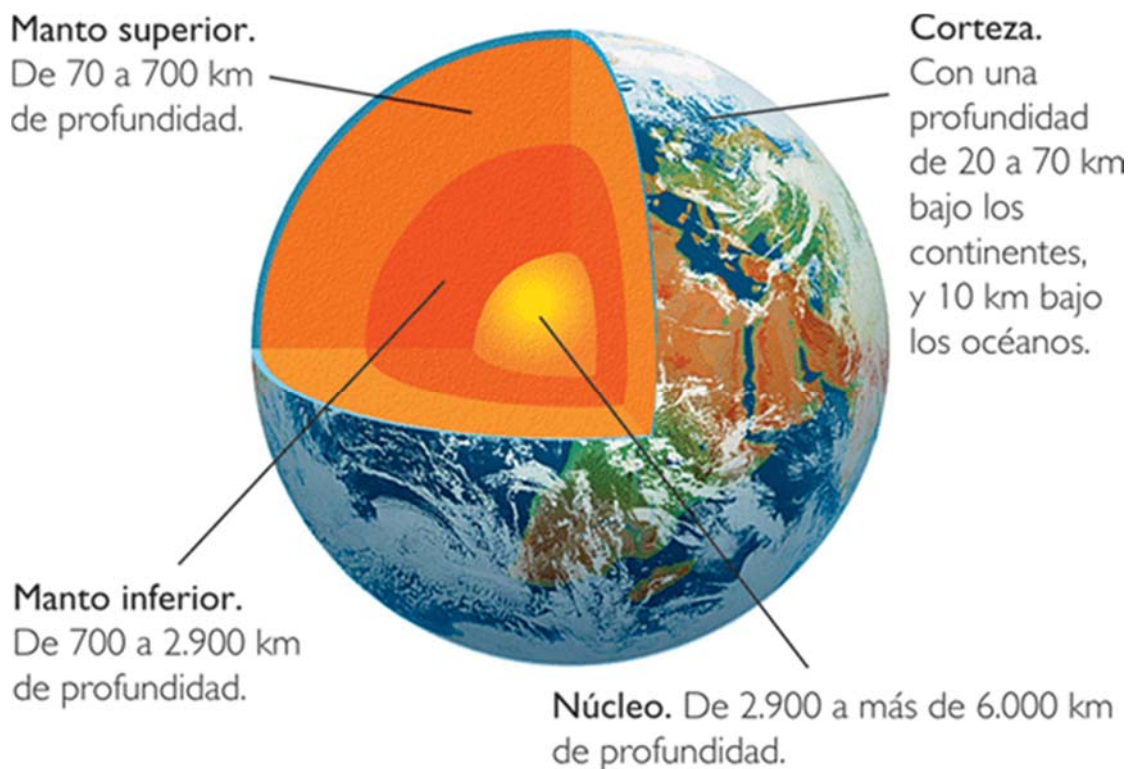 Manto superior.
De 70 a 700 km
de profundidad.
Corteza.
Con una
profundidad
de 20 a 70 km
bajo los
continentes,
y 10 km bajo
los océanos.
Manto inferior.
De 700 a 2.900 km
de profundidad.
Núcleo. De 2.900 a más de 6.000 km
de profundidad.